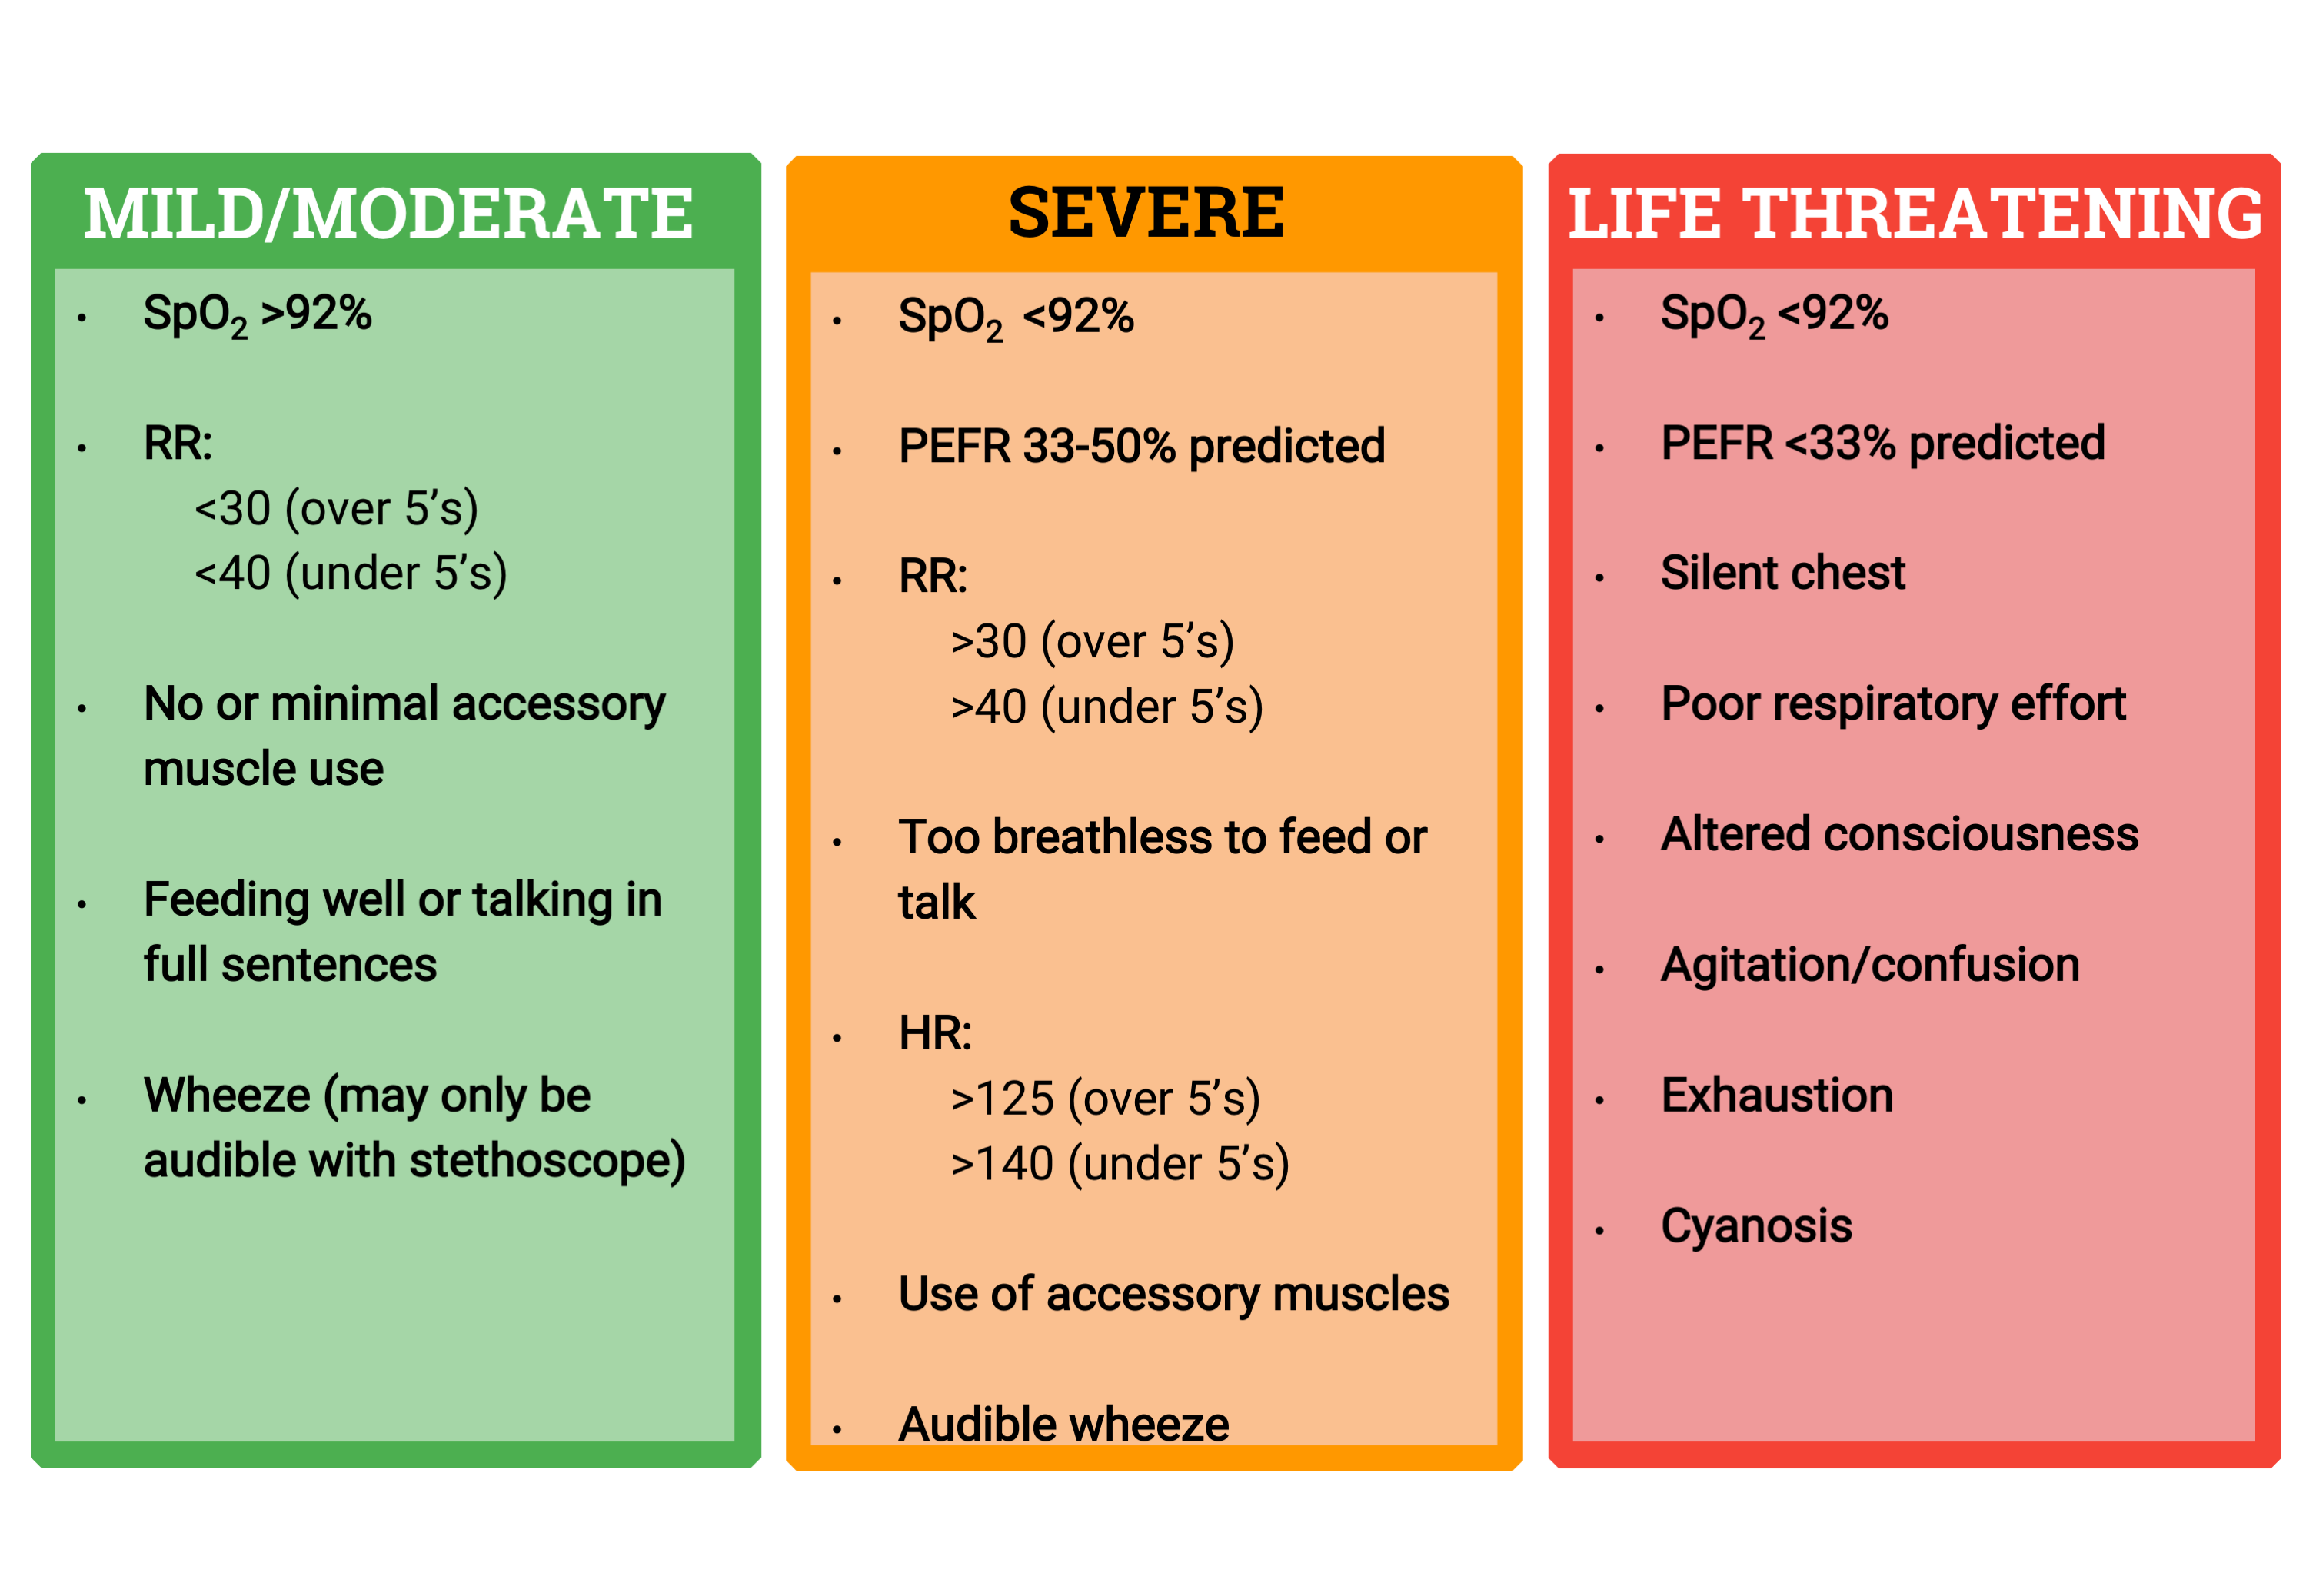 MILD/MODERATE
• SpO₂ >92%
• RR:
<30 (over 5’s)
<40 (under 5’s)
• No or minimal accessory
muscle use
• Feeding well or talking in
full sentences
• Wheeze (may only be
audible with stethoscope)
SEVERE
• SpO₂ <92%
• PEFR 33-50% predicted
• RR:
>30 (over 5’s)
>40 (under 5’s)
• Too breathless to feed or
talk
• HR:
>125 (over 5’s)
>140 (under 5’s)
• Use of accessory muscles
• Audible wheeze
LIFE THREATENING
• SpO₂ <92%
• PEFR <33% predicted
• Silent chest
• Poor respiratory effort
• Altered consciousness
• Agitation/confusion
• Exhaustion
• Cyanosis